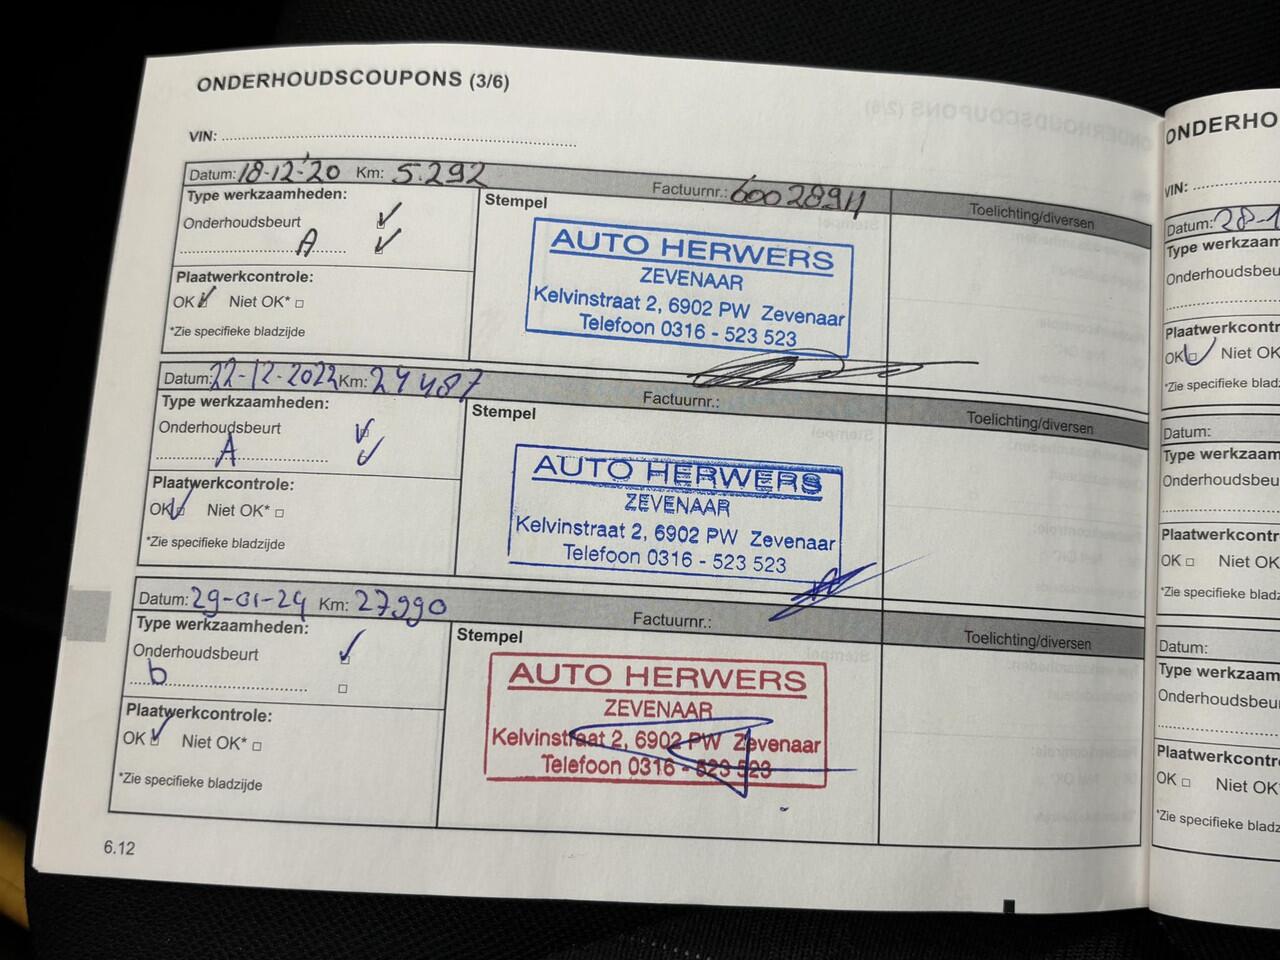 ONDERHOUDSCOUPONS (3/6)
VIN:
Datum: 18-12-'20 Km: 5.292 Factuurnr.: 6002894 Toelichting/diversen
Type werkzaamheden:
Onderhoudsbeurt
A
Plaatwerkcontrole:
OK Niet OK*
*Zie specifieke bladzijde
Stempel
AUTO HERWERS
ZEVENAAR
Kelvinstraat 2, 6902 PW Zevenaar
Telefoon 0316 - 523 523
Datum: 22-12-2022 Km: 24487 Factuurnr.: Toelichting/diversen
Type werkzaamheden:
Onderhoudsbeurt
A
Plaatwerkcontrole:
OK Niet OK*
*Zie specifieke bladzijde
Stempel
AUTO HERWERS
ZEVENAAR
Kelvinstraat 2, 6902 PW Zevenaar
Telefoon 0316 - 523 523
Datum: 29-01-24 Km: 27990 Factuurnr.: Toelichting/diversen
Type werkzaamheden:
Onderhoudsbeurt
b
Plaatwerkcontrole:
OK Niet OK*
*Zie specifieke bladzijde
Stempel
AUTO HERWERS
ZEVENAAR
Kelvinstraat 2, 6902 PW Zevenaar
Telefoon 0316 - 523 523
6.12
ONDERHO
VIN:
Datum: 28-1
Type werkzaam
Onderhoudsbeu
Plaatwerkcontr
OK Niet OK
*Zie specifieke bladz
Datum:
Type werkzaam
Onderhoudsbeu
Plaatwerkcontr
OK Niet OK
*Zie specifieke bladz
Datum:
Type werkzaam
Onderhoudsbeu
Plaatwerkcontr
OK Niet OK*
*Zie specifieke bladz